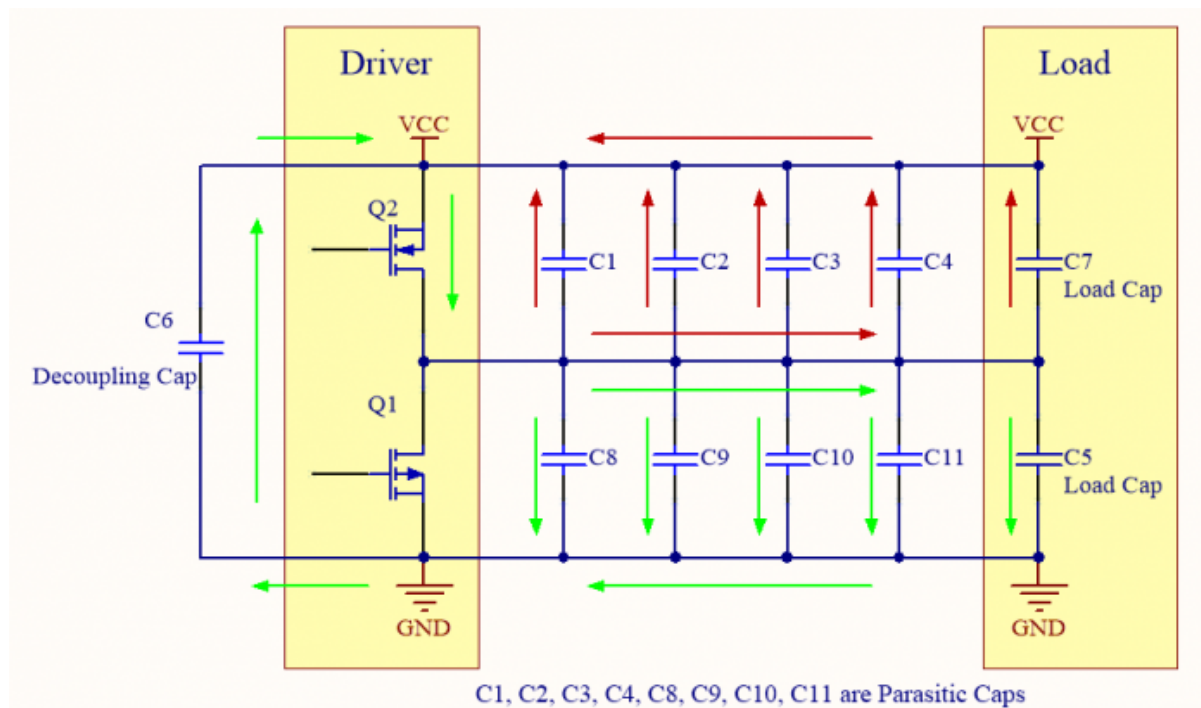 Driver
Load
VCC
VCC
Q2
C1
C2
C3
C4
C7
Load Cap
C6
Decoupling Cap
Q1
C8
C9
C10
C11
C5
Load Cap
GND
GND
C1, C2, C3, C4, C8, C9, C10, C11 are Parasitic Caps